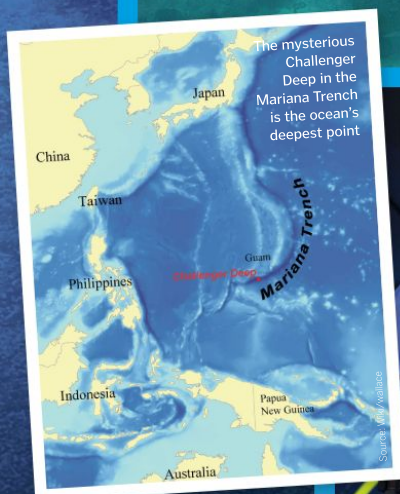 The mysterious
Challenger
Deep in the
Mariana Trench
is the ocean's
deepest point
Japan
China
Taiwan
Mariana Trench
Guam
Challenger Deep
Philippines
Indonesia
Papua
New Guinea
Australia
Source: Wiki/wallace